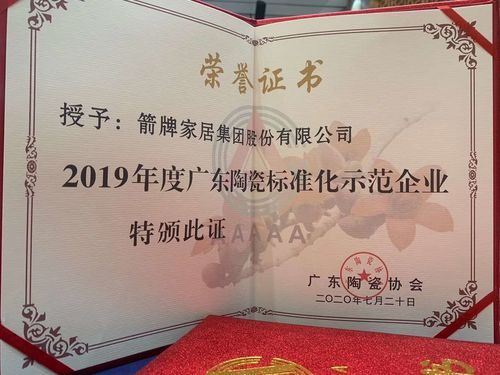 荣誉证书
授予：箭牌家居集团股份有限公司
2019年度广东陶瓷标准化示范企业
特颁此证
AAAAA
广东陶瓷协会
二〇二〇年七月二十日